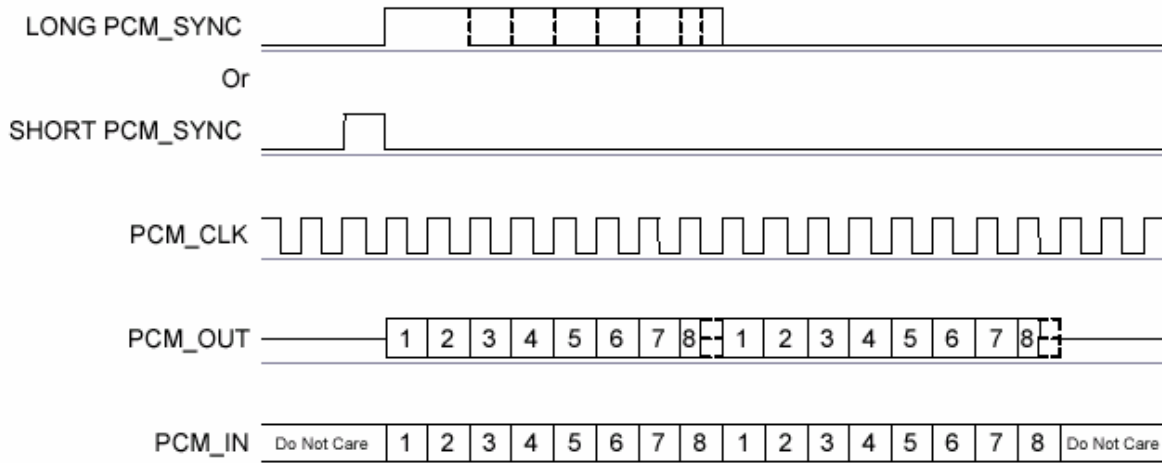 LONG PCM_SYNC
Or
SHORT PCM_SYNC
PCM_CLK
PCM_OUT 1 2 3 4 5 6 7 8 1 2 3 4 5 6 7 8
PCM_IN Do Not Care 1 2 3 4 5 6 7 8 1 2 3 4 5 6 7 8 Do Not Care